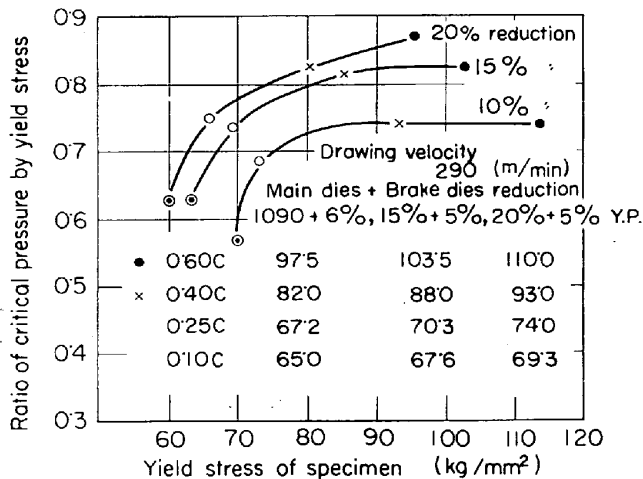 Ratio of critical pressure by yield stress
0·9
0·8
0·7
0·6
0·5
0·4
0·3
20% reduction
15% 〃
10% 〃
Drawing velocity
290 (m/min)
Main dies + Brake dies reduction
1090 + 6%, 15% + 5%, 20% + 5% Y.P.
● 0·60C 97·5 103·5 110·0
× 0·40C 82·0 88·0 93·0
0·25C 67·2 70·3 74·0
0·10C 65·0 67·6 69·3
60 70 80 90 100 110 120
Yield stress of specimen (kg/mm²)